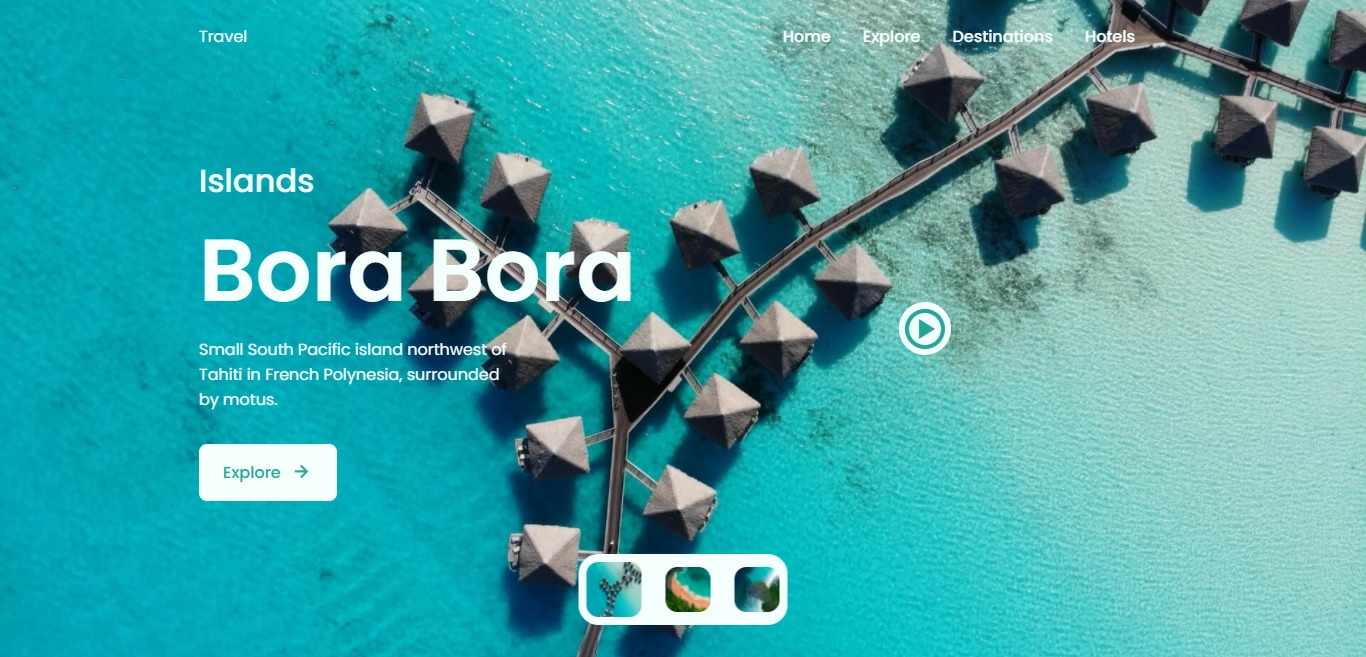 Travel
Home Explore Destinations Hotels
Islands
Bora Bora
Small South Pacific island northwest of
Tahiti in French Polynesia, surrounded
by motus.
Explore →